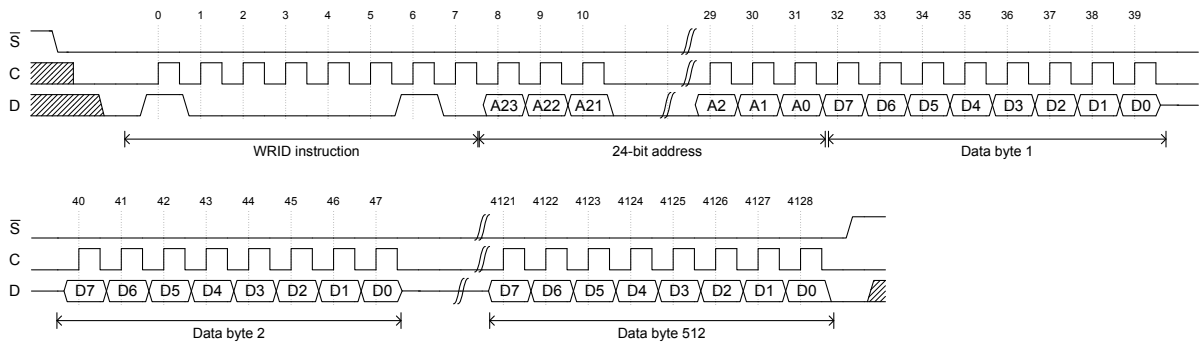 0 1 2 3 4 5 6 7 8 9 10 29 30 31 32 33 34 35 36 37 38 39
S
C
D A23 A22 A21 A2 A1 A0 D7 D6 D5 D4 D3 D2 D1 D0
WRID instruction 24-bit address Data byte 1
40 41 42 43 44 45 46 47 4121 4122 4123 4124 4125 4126 4127 4128
S
C
D D7 D6 D5 D4 D3 D2 D1 D0 D7 D6 D5 D4 D3 D2 D1 D0
Data byte 2 Data byte 512